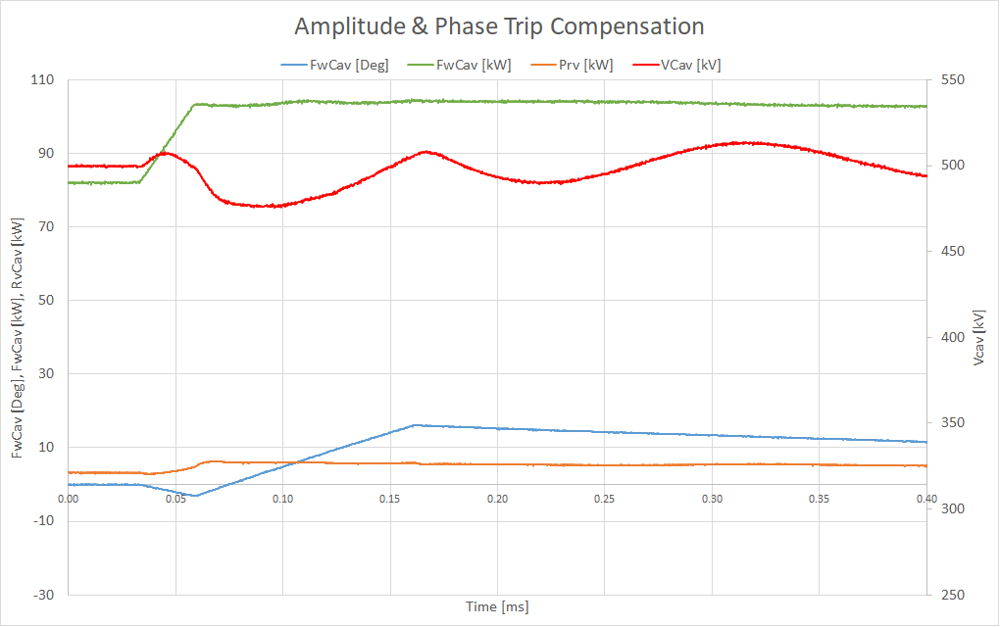 Amplitude & Phase Trip Compensation
FwCav [Deg] FwCav [kW] Prv [kW] VCav [kV]
110
90
70
50
30
10
-10
-30
FwCav [Deg], FwCav [kW], RvCav [kW]
550
500
450
400
350
300
250
Vcav [kV]
0.00 0.05 0.10 0.15 0.20 0.25 0.30 0.35 0.40
Time [ms]